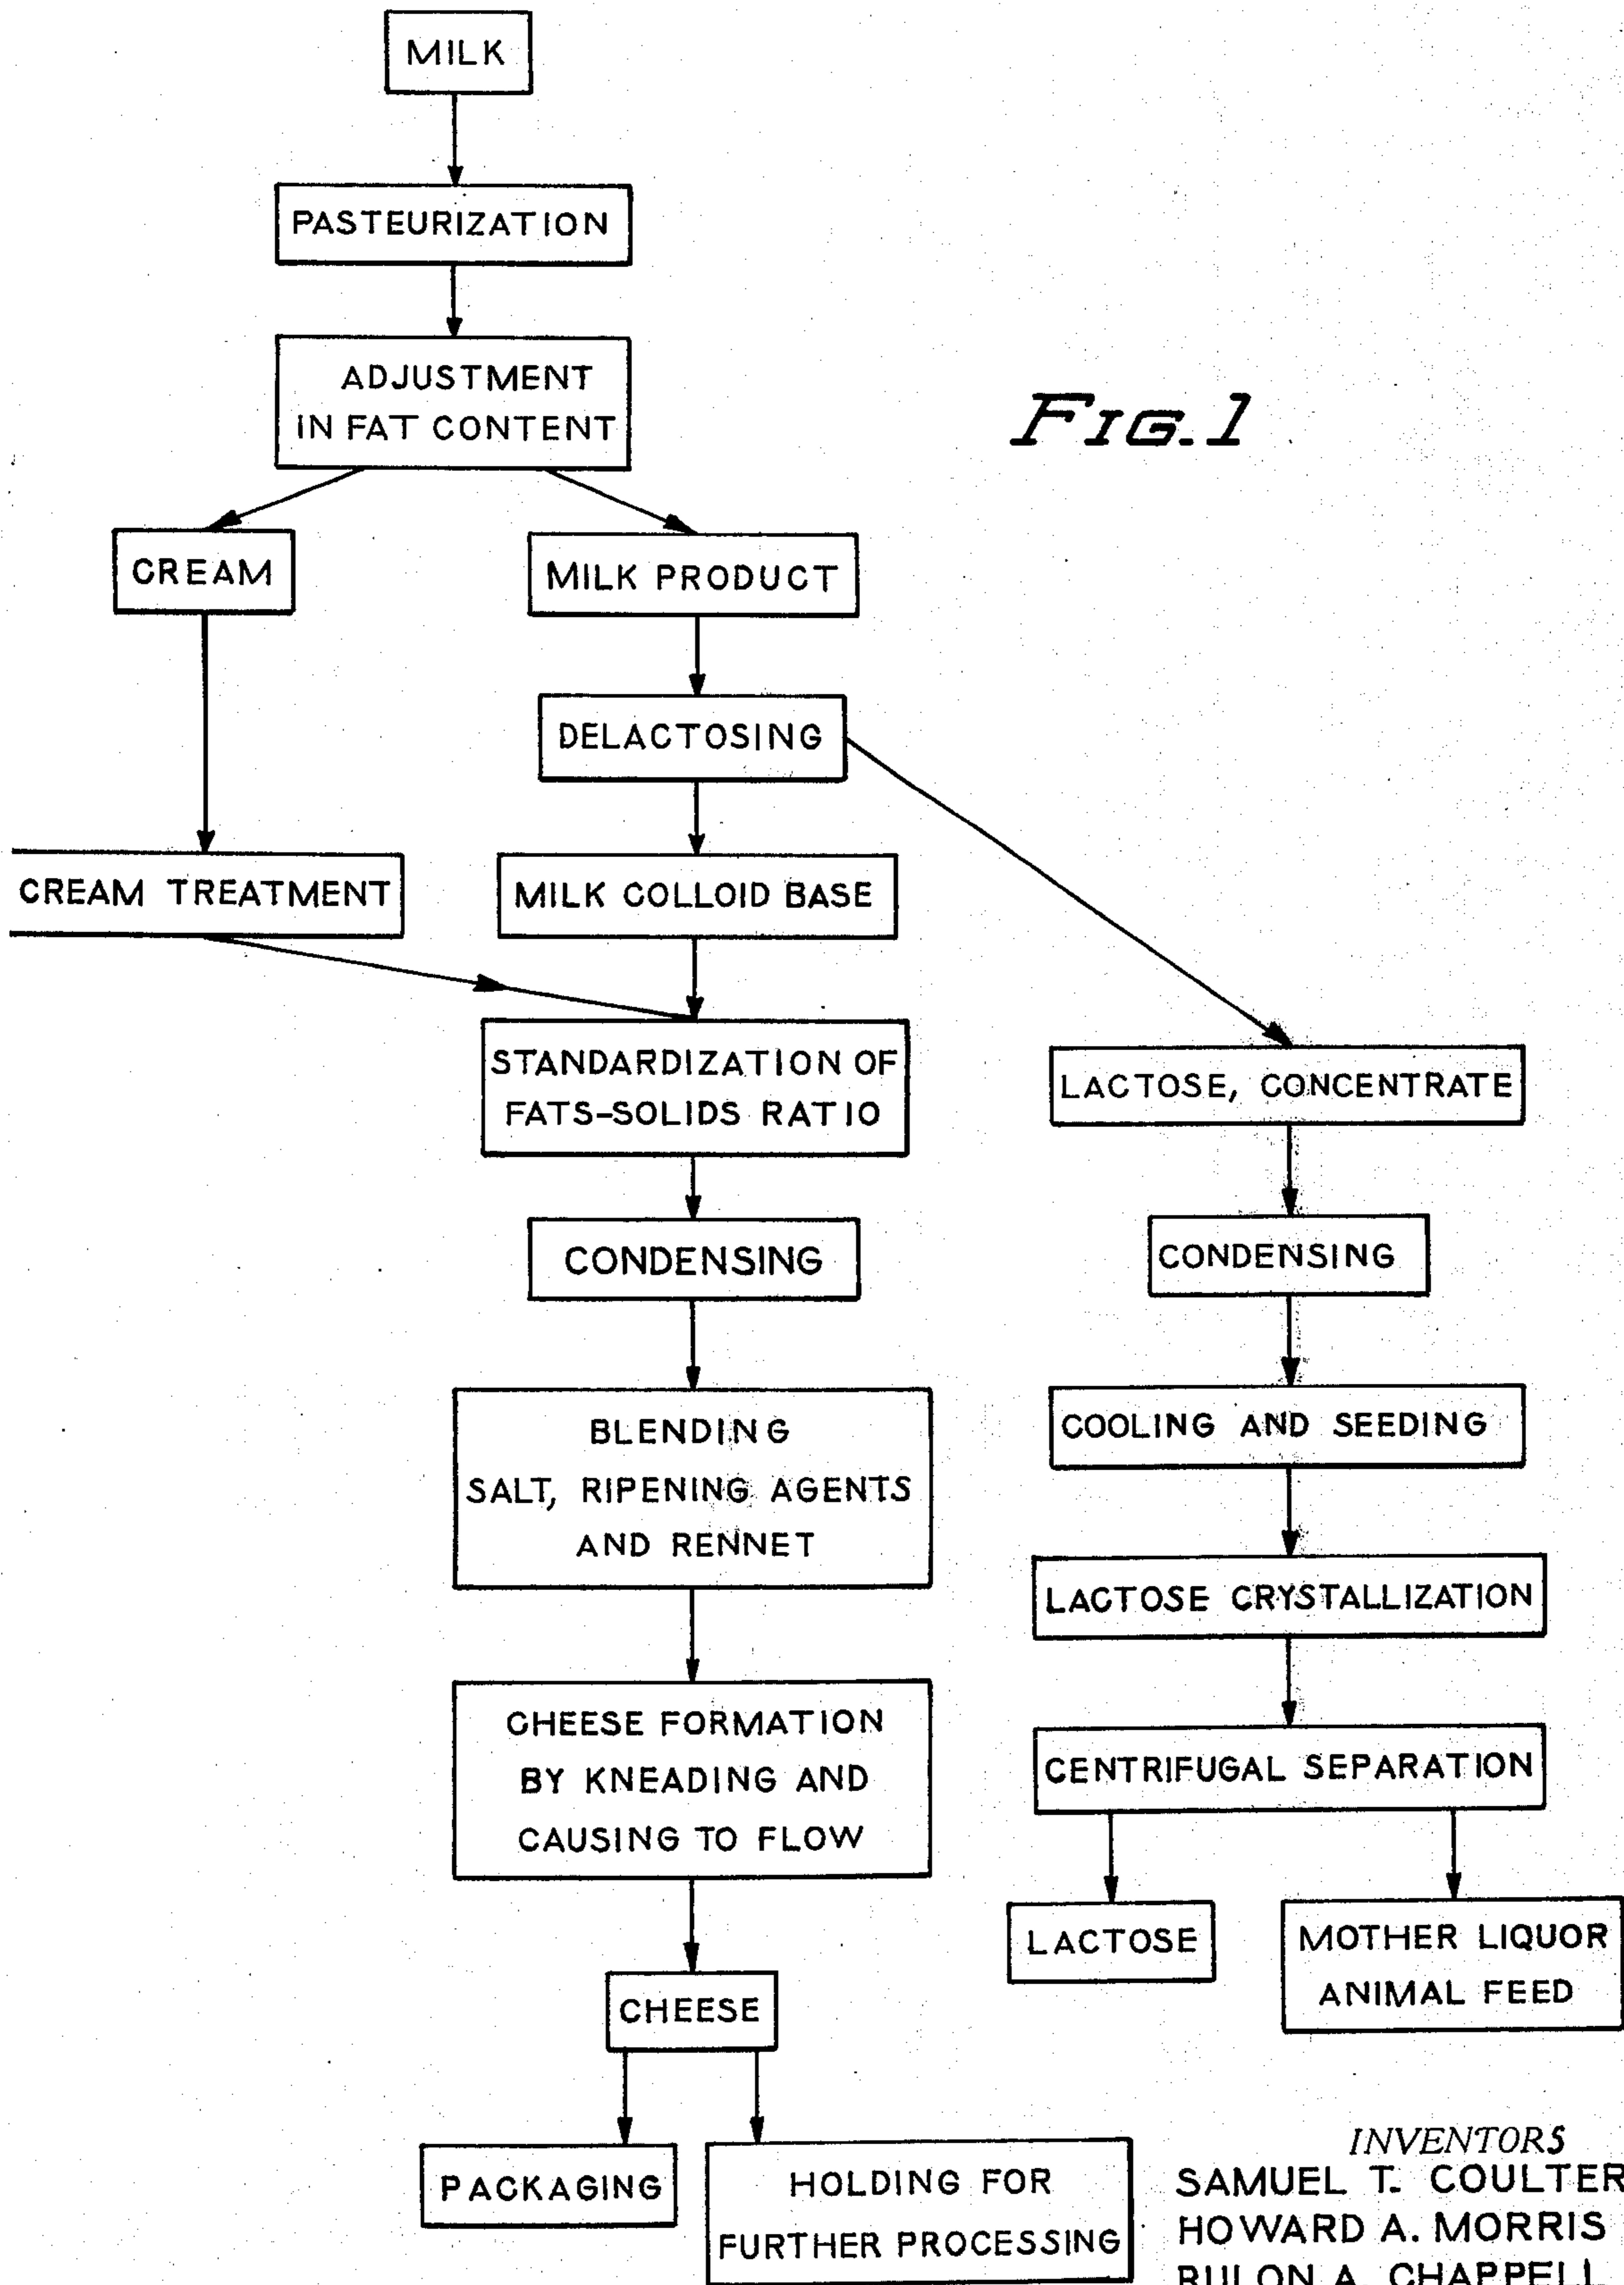 MILK
PASTEURIZATION
ADJUSTMENT
IN FAT CONTENT
FIG.1
CREAM
MILK PRODUCT
DELACTOSING
CREAM TREATMENT
MILK COLLOID BASE
STANDARDIZATION OF
FATS-SOLIDS RATIO
LACTOSE, CONCENTRATE
CONDENSING
CONDENSING
BLENDING
SALT, RIPENING AGENTS
AND RENNET
COOLING AND SEEDING
LACTOSE CRYSTALLIZATION
CHEESE FORMATION
BY KNEADING AND
CAUSING TO FLOW
CENTRIFUGAL SEPARATION
LACTOSE
MOTHER LIQUOR
ANIMAL FEED
CHEESE
PACKAGING
HOLDING FOR
FURTHER PROCESSING
INVENTORS
SAMUEL T. COULTER
HOWARD A. MORRIS
RULON A. CHAPPELL